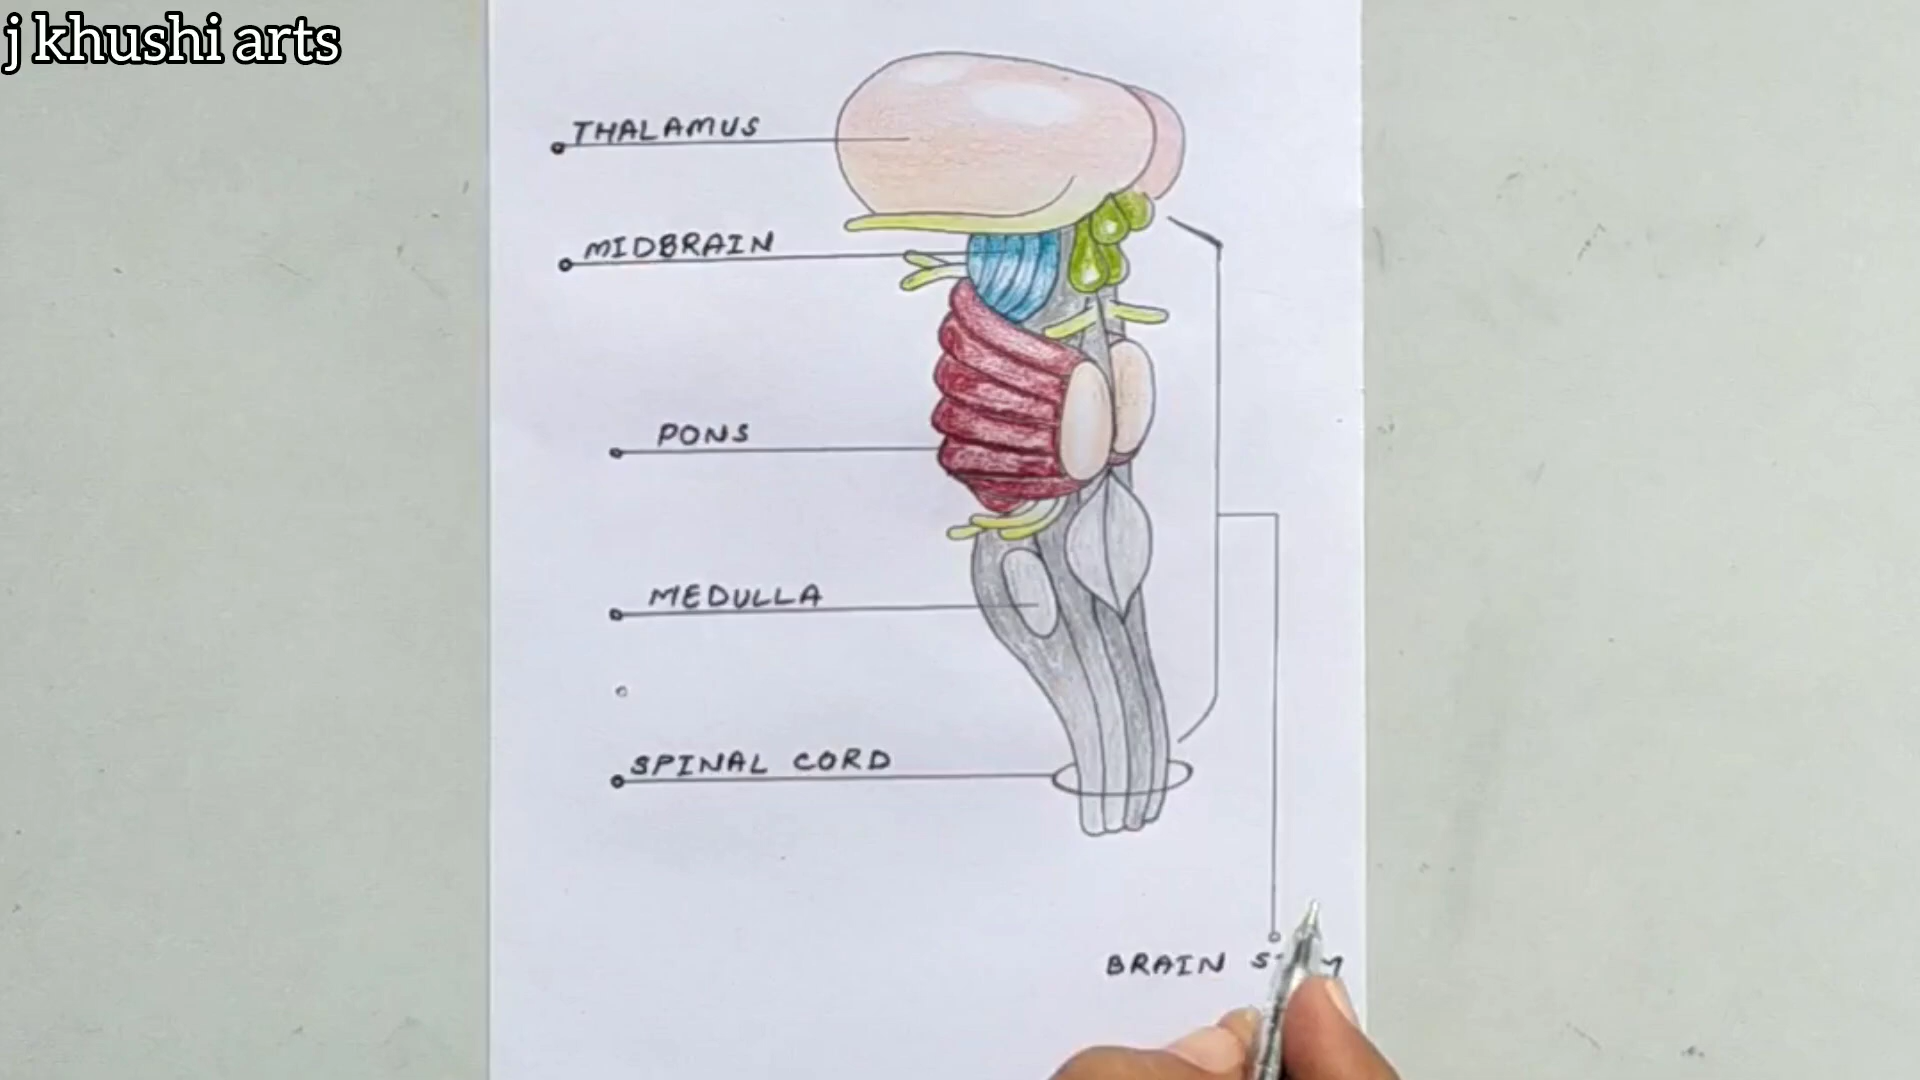 j khushi arts
THALAMUS
MIDBRAIN
PONS
MEDULLA
SPINAL CORD
BRAIN